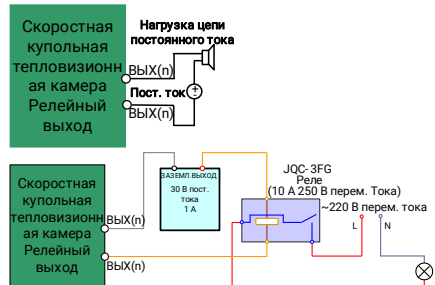 Скоростная
купольная
тепловизионн
ая камера
Релейный
выход
Нагрузка цепи
постоянного тока
ВЫХ(n)
Пост. ток
ВЫХ(n)
Скоростная
купольная
тепловизионн
ая камера
Релейный
выход
ВЫХ(n)
ВЫХ(n)
ЗАЗЕМЛ.ВЫХОД
30 В пост.
тока
1 А
JQC-3FG
Реле
(10 А 250 В перем. Тока)
~220 В перем. тока
L
N